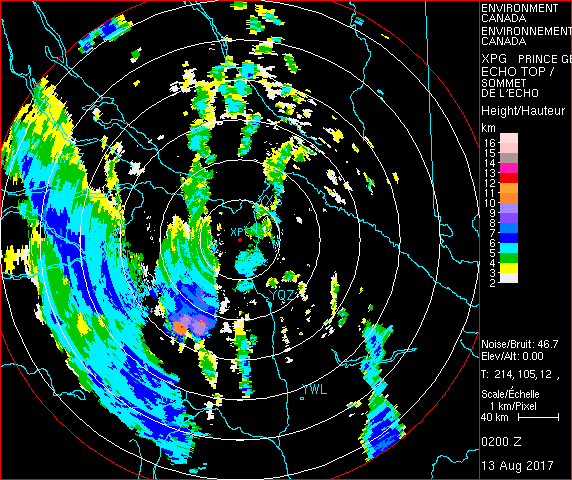 ENVIRONMENT
CANADA
ENVIRONNEMENT
CANADA
XPG PRINCE GE
ECHO TOP /
SOMMET
DE L'ECHO
Height/Hauteur
km
16
15
14
13
12
11
10
9
8
7
6
5
4
3
2
XPG
YQZ
YWL
Noise/Bruit: 46.7
Elev/Alt: 0.00
T: 214,105,12 ,
Scale/Échelle
1 km/Pixel
40 km
0200 Z
13 Aug 2017